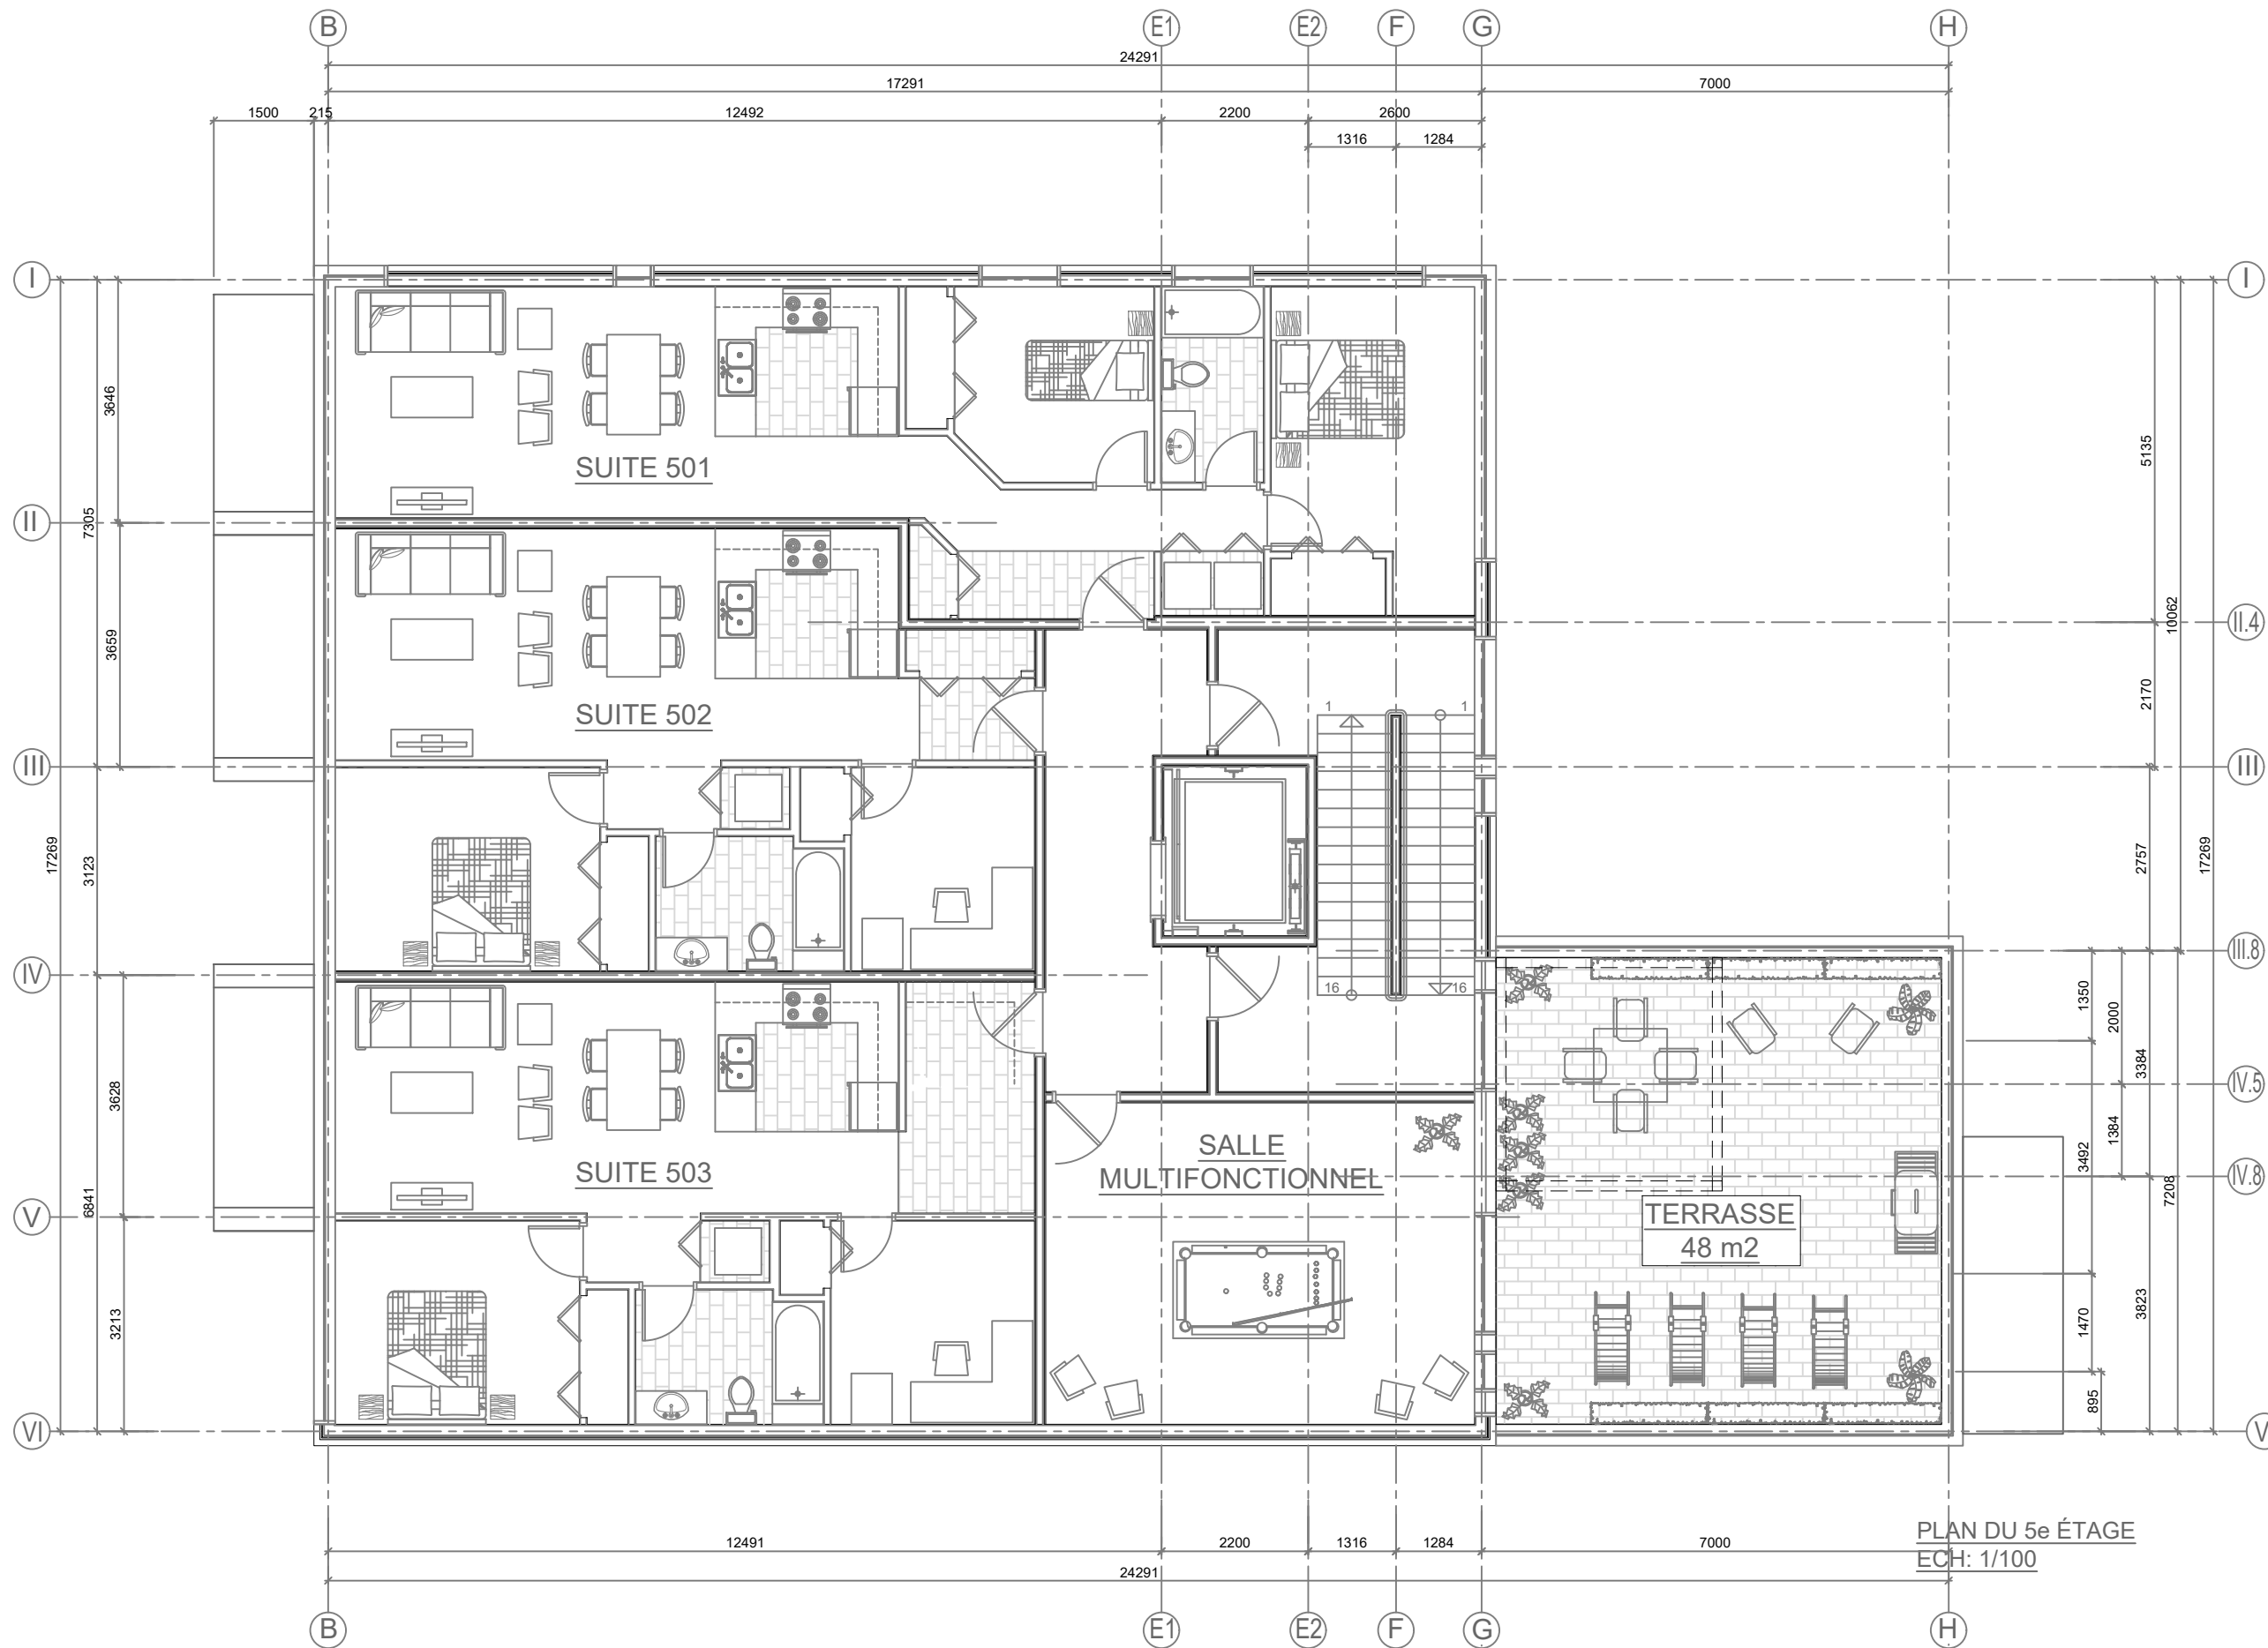 B E1 E2 F G H
24291
17291 7000
1500 215 12492 2200 2600
1316 1284
I I
3646
5135
SUITE 501
II
7305
10062
II.4
3659
2170
SUITE 502
1 1
III III
17269
3123
2757
17269
IV
16 16
III.8
1350
2000
3384
IV.5
3628
1384
3492
SALLE
MULTIFONCTIONNEL
SUITE 503
IV.8
V
6841
7208
TERRASSE
48 m2
3213
1470
3823
895
VI V
PLAN DU 5e ÉTAGE
ECH: 1/100
12491 2200 1316 1284 7000
24291
B E1 E2 F G H